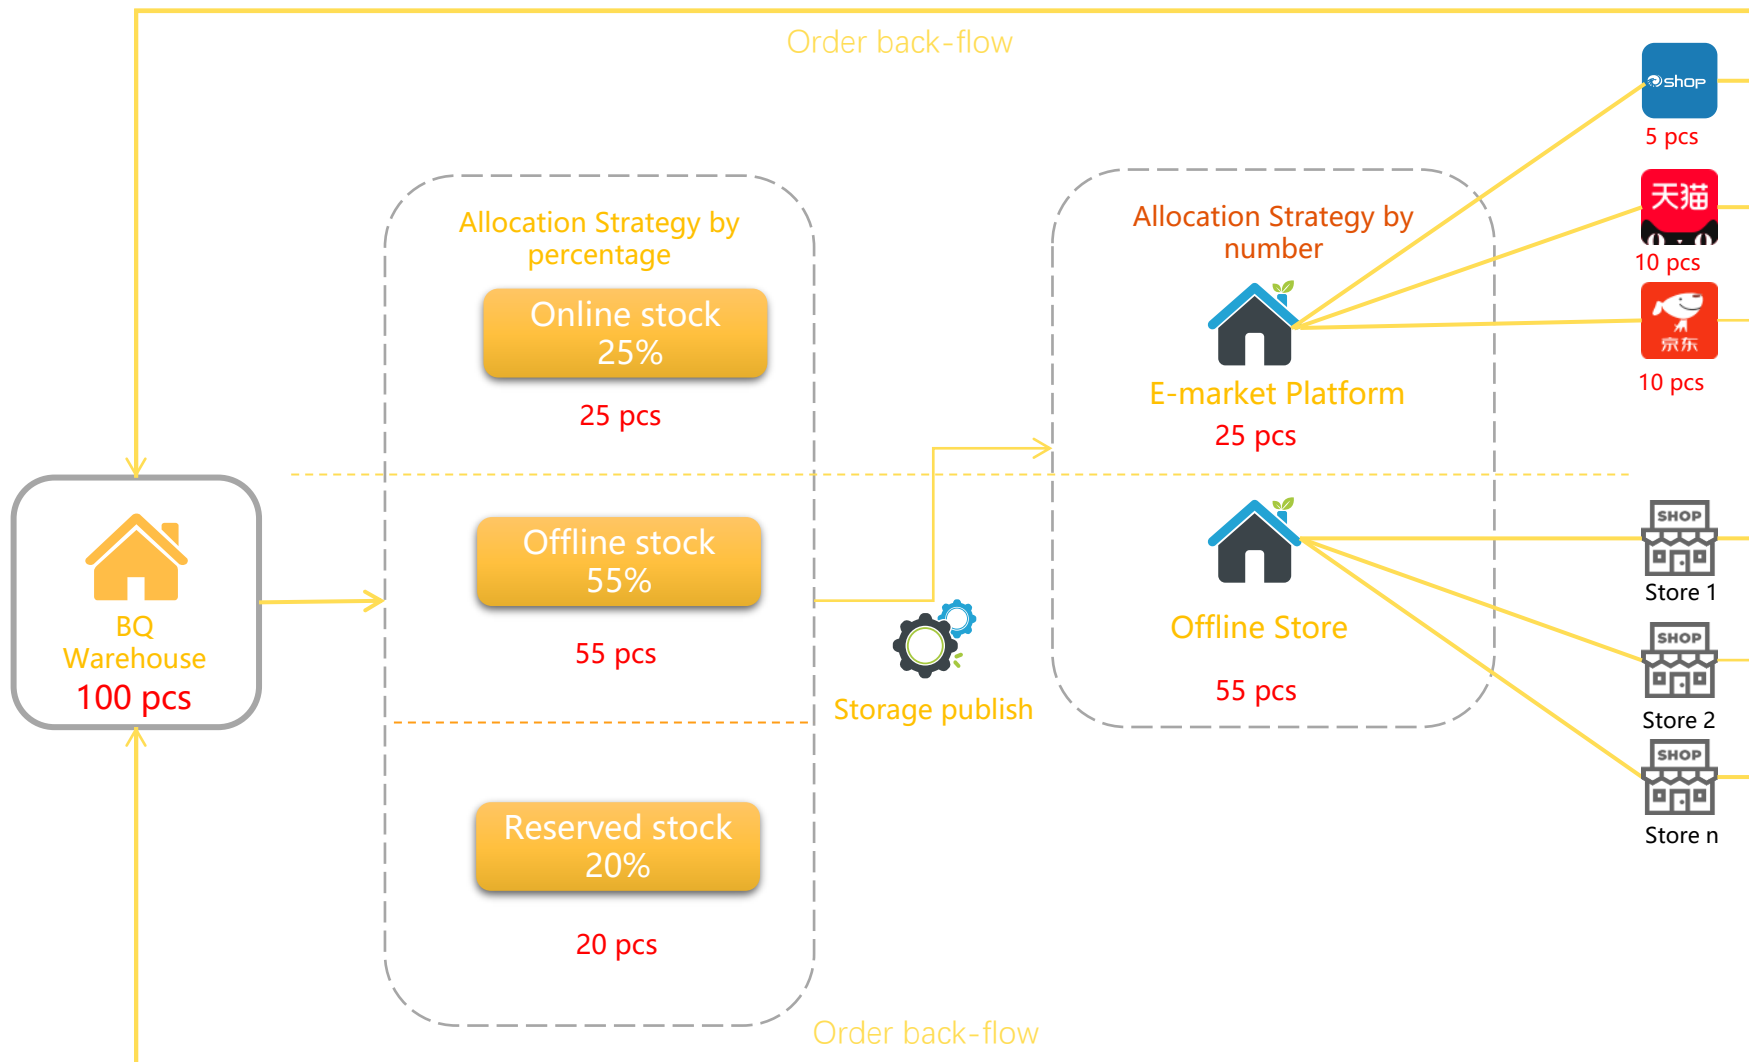 Order back-flow
shop
5 pcs
天猫
10 pcs
京东
10 pcs
Allocation Strategy by
percentage
Online stock
25%
25 pcs
Offline stock
55%
55 pcs
Reserved stock
20%
20 pcs
Allocation Strategy by
number
E-market Platform
25 pcs
Offline Store
55 pcs
BQ
Warehouse
100 pcs
Storage publish
SHOP
Store 1
SHOP
Store 2
SHOP
Store n
Order back-flow